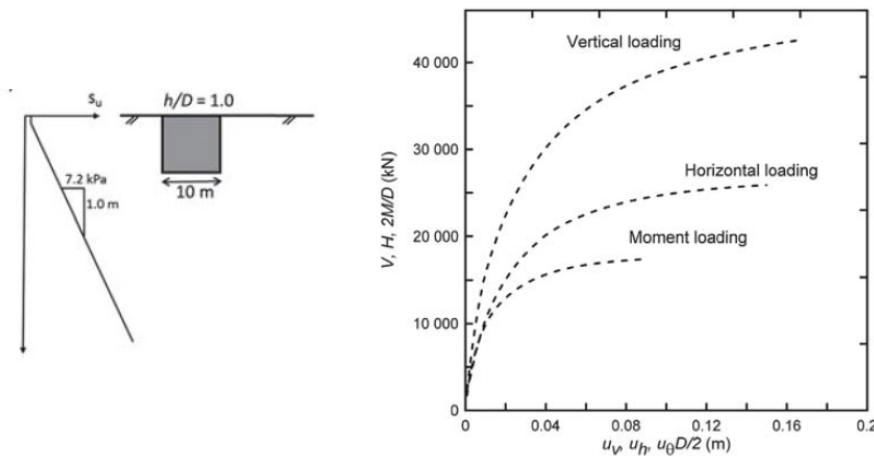 s_u
h/D = 1.0
7.2 kPa
1.0 m
10 m
V, H, 2M/D (kN)
40 000
30 000
20 000
10 000
0
Vertical loading
Horizontal loading
Moment loading
0
0.04
0.08
0.12
0.16
0.2
u_v, u_h, u_θD/2 (m)